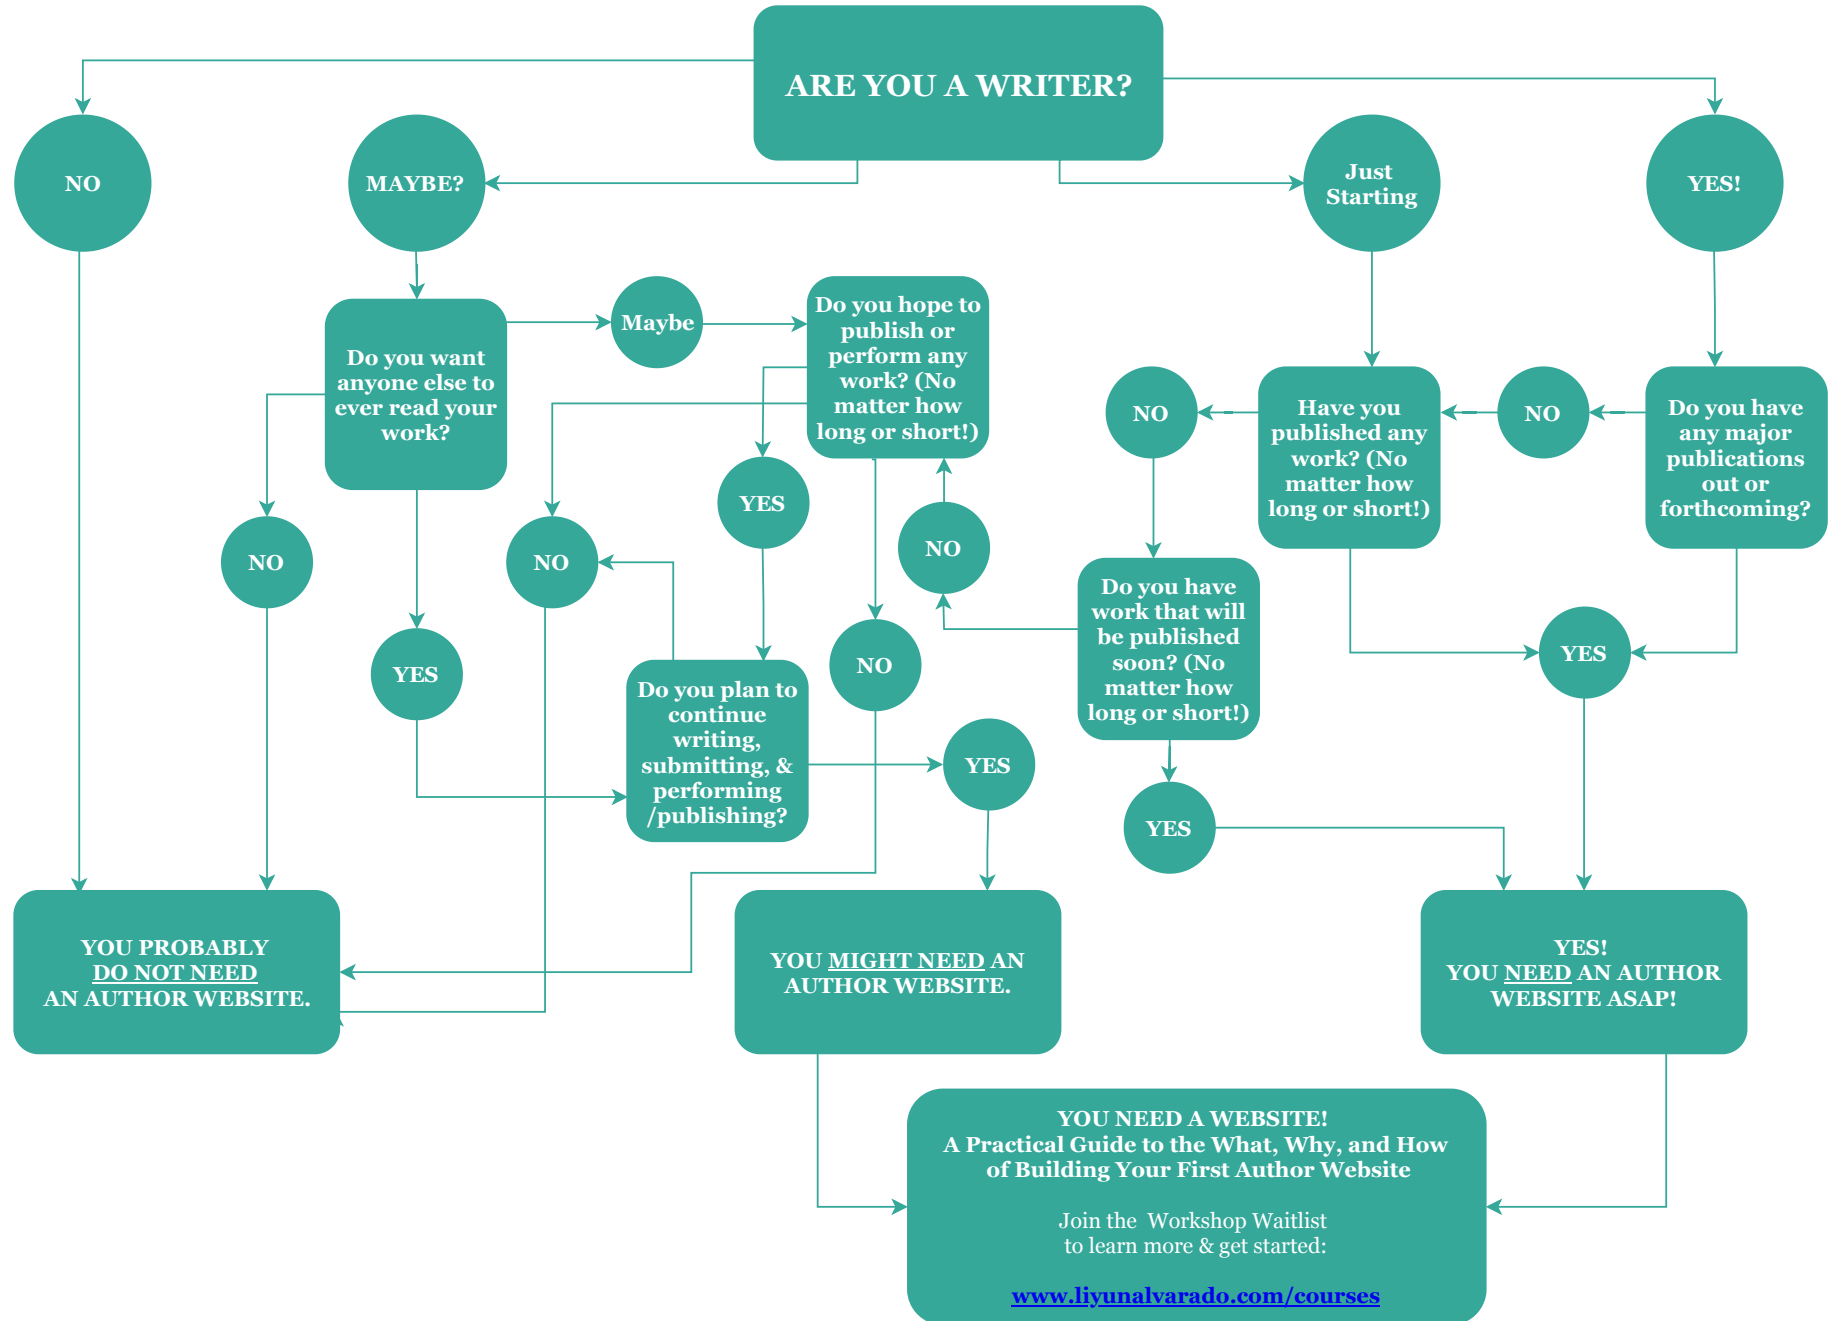 ARE YOU A WRITER?
NO
MAYBE?
Just
Starting
YES!
Do you want
anyone else to
ever read your
work?
Maybe
Do you hope to
publish or
perform any
work? (No
matter how
long or short!)
NO
Have you
published any
work? (No
matter how
long or short!)
NO
Do you have
any major
publications
out or
forthcoming?
YES
NO
NO
NO
Do you have
work that will
be published
soon? (No
matter how
long or short!)
YES
YES
Do you plan to
continue
writing,
submitting, &
performing
/publishing?
NO
YES
YES
YOU PROBABLY
DO NOT NEED
AN AUTHOR WEBSITE.
YOU MIGHT NEED AN
AUTHOR WEBSITE.
YES!
YOU NEED AN AUTHOR
WEBSITE ASAP!
YOU NEED A WEBSITE!
A Practical Guide to the What, Why, and How
of Building Your First Author Website
Join the Workshop Waitlist
to learn more & get started:
www.liyunalvarado.com/courses